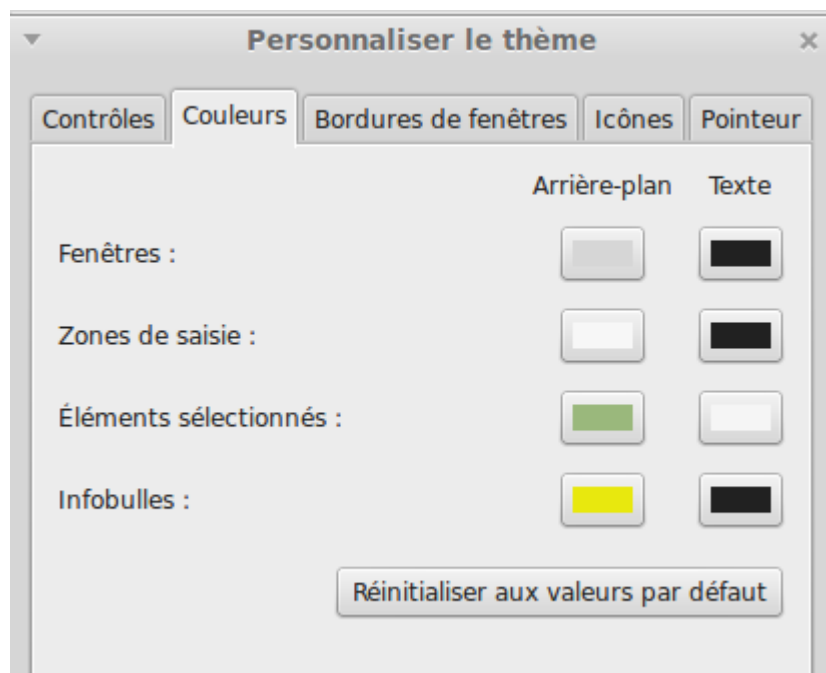 Personnaliser le thème
Contrôles Couleurs Bordures de fenêtres Icônes Pointeur
Arrière-plan Texte
Fenêtres :
Zones de saisie :
Éléments sélectionnés :
Infobulles :
Réinitialiser aux valeurs par défaut